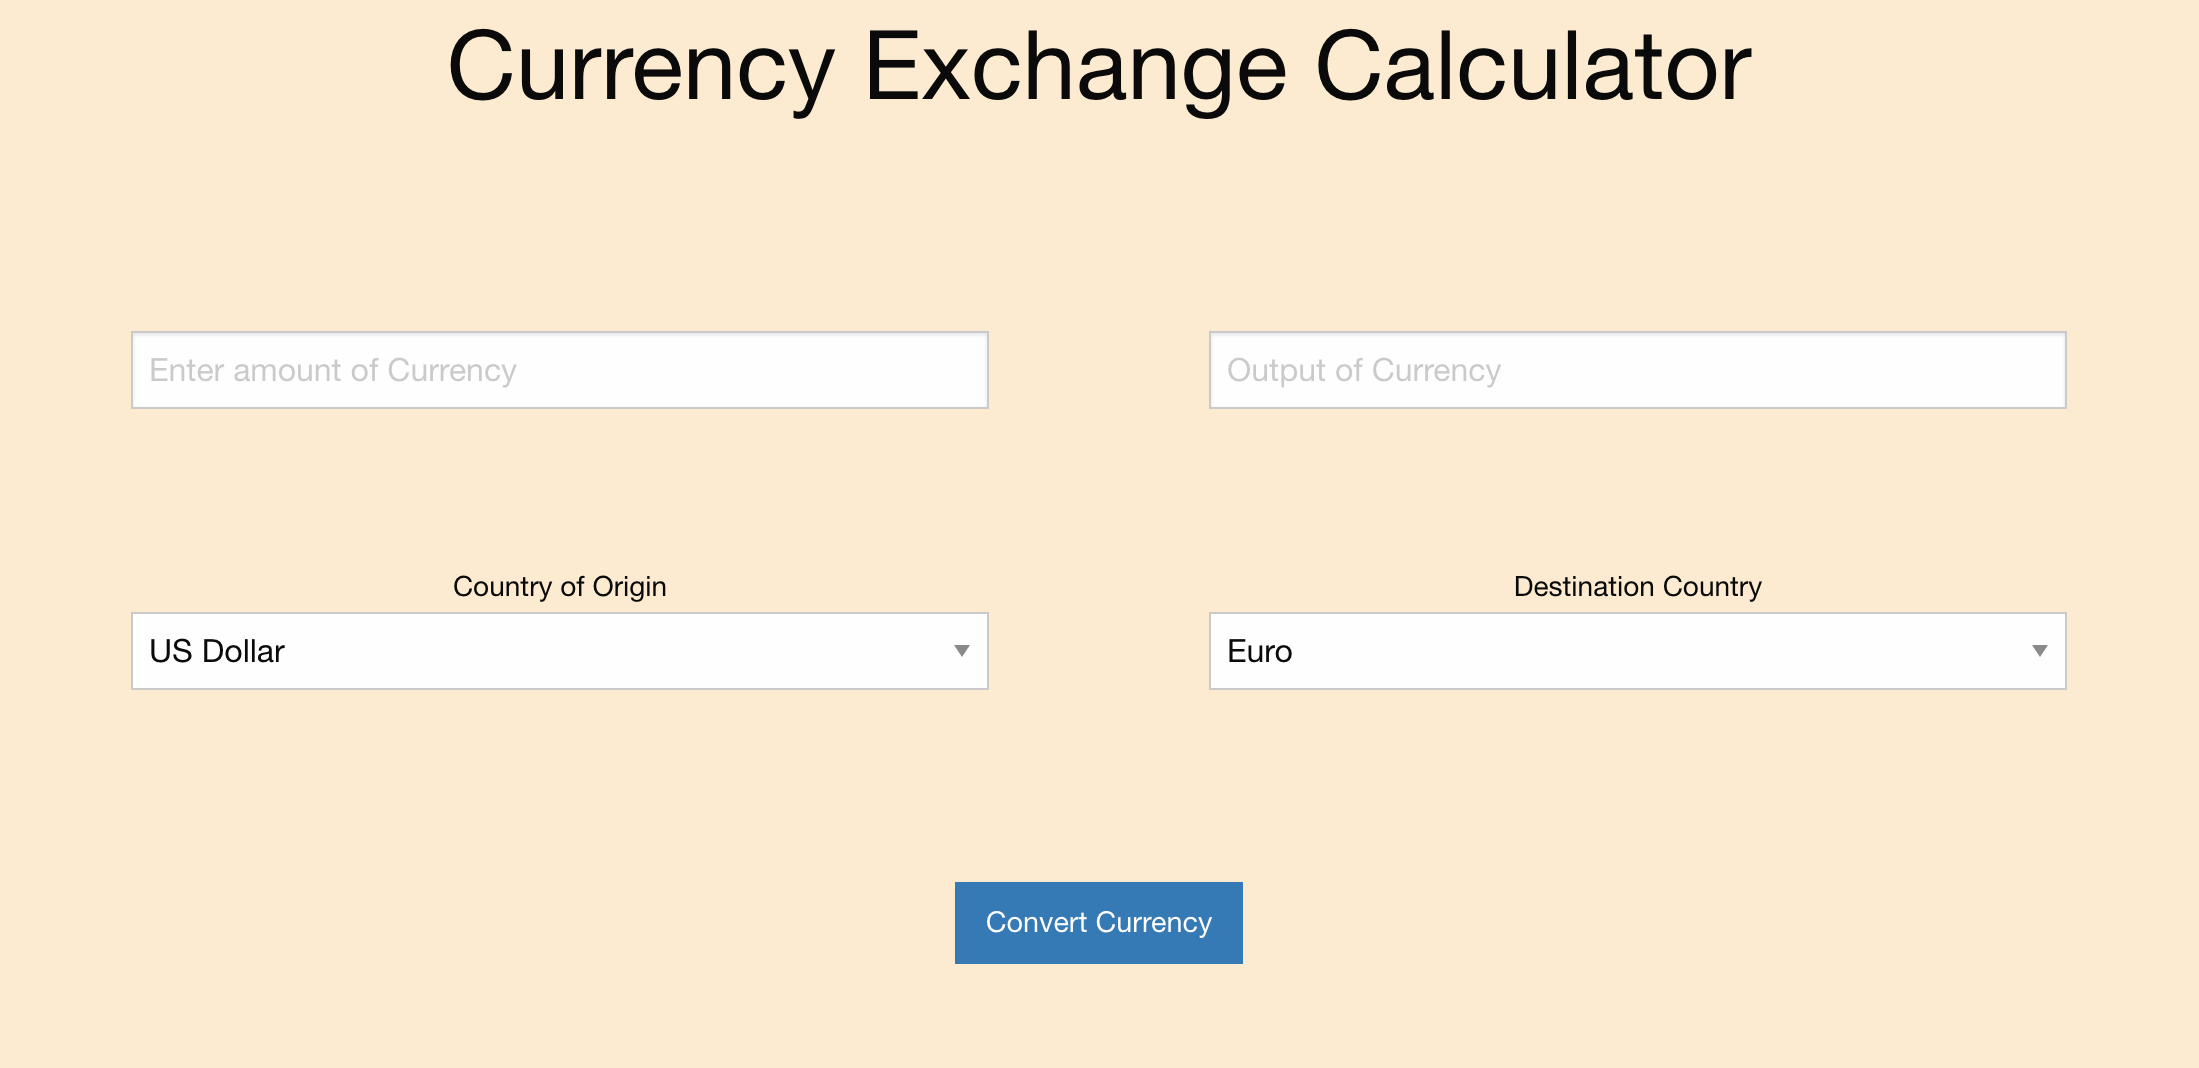 Currency Exchange Calculator
Enter amount of Currency
Output of Currency
Country of Origin
Destination Country
US Dollar
Euro
Convert Currency